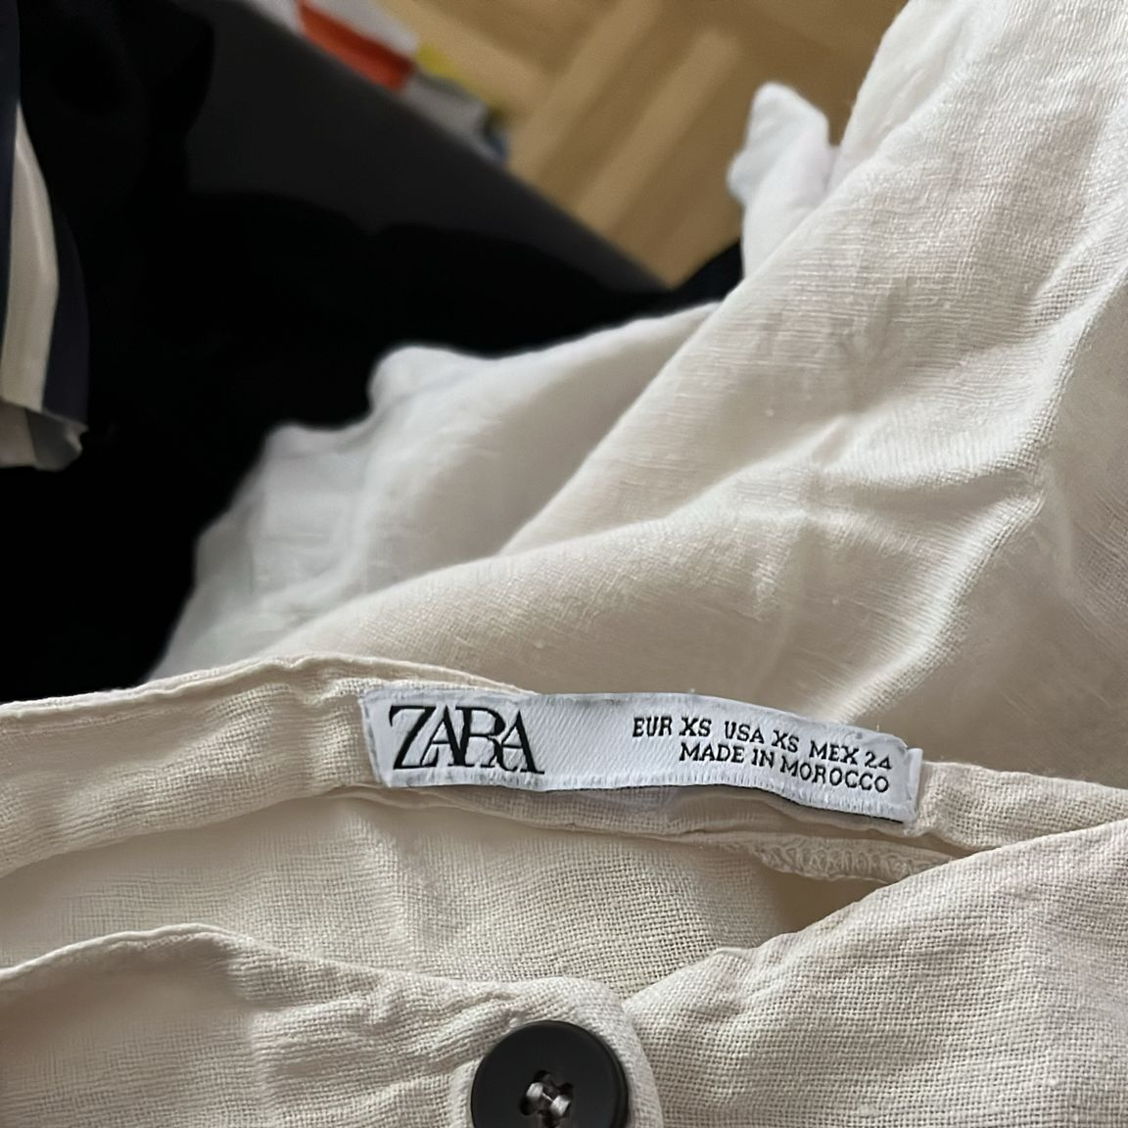 ZARA
EUR XS USA XS MEX 24
MADE IN MOROCCO